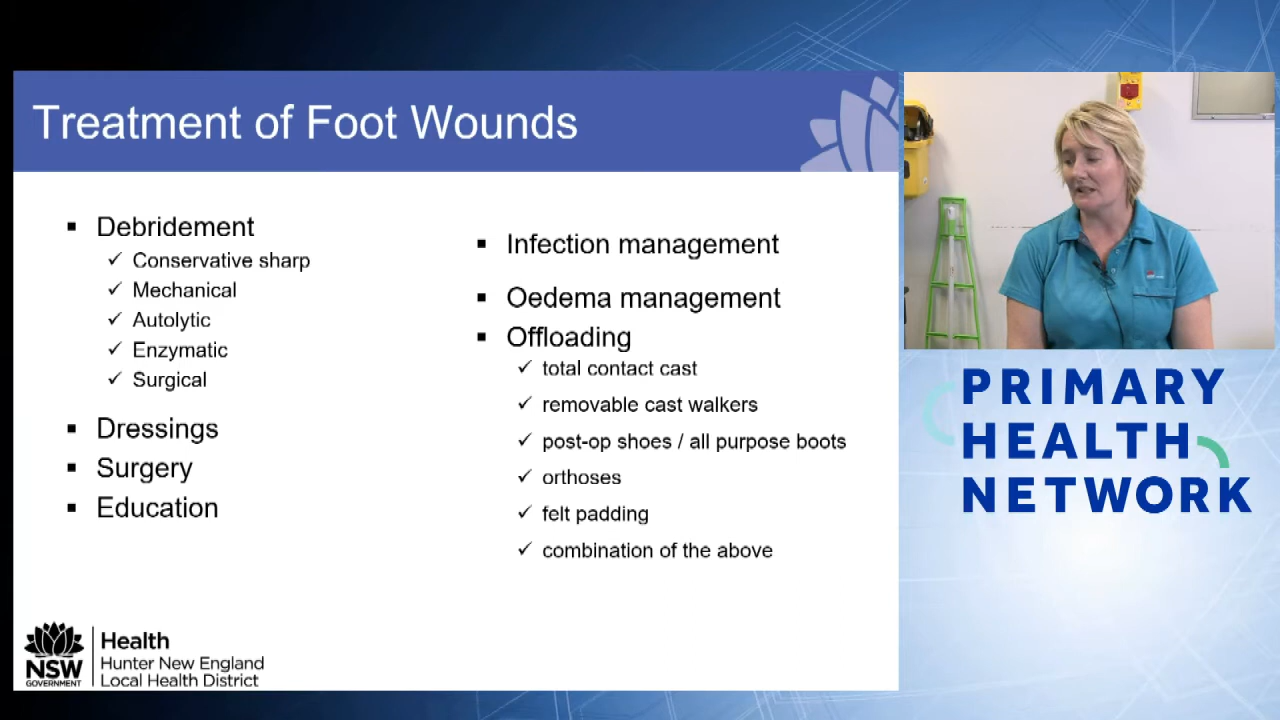 Treatment of Foot Wounds
Debridement
Conservative sharp
Mechanical
Autolytic
Enzymatic
Surgical
Dressings
Surgery
Education
Infection management
Oedema management
Offloading
total contact cast
removable cast walkers
post-op shoes / all purpose boots
orthoses
felt padding
combination of the above
NSW
GOVERNMENT
Health
Hunter New England
Local Health District
PRIMARY
HEALTH
NETWORK